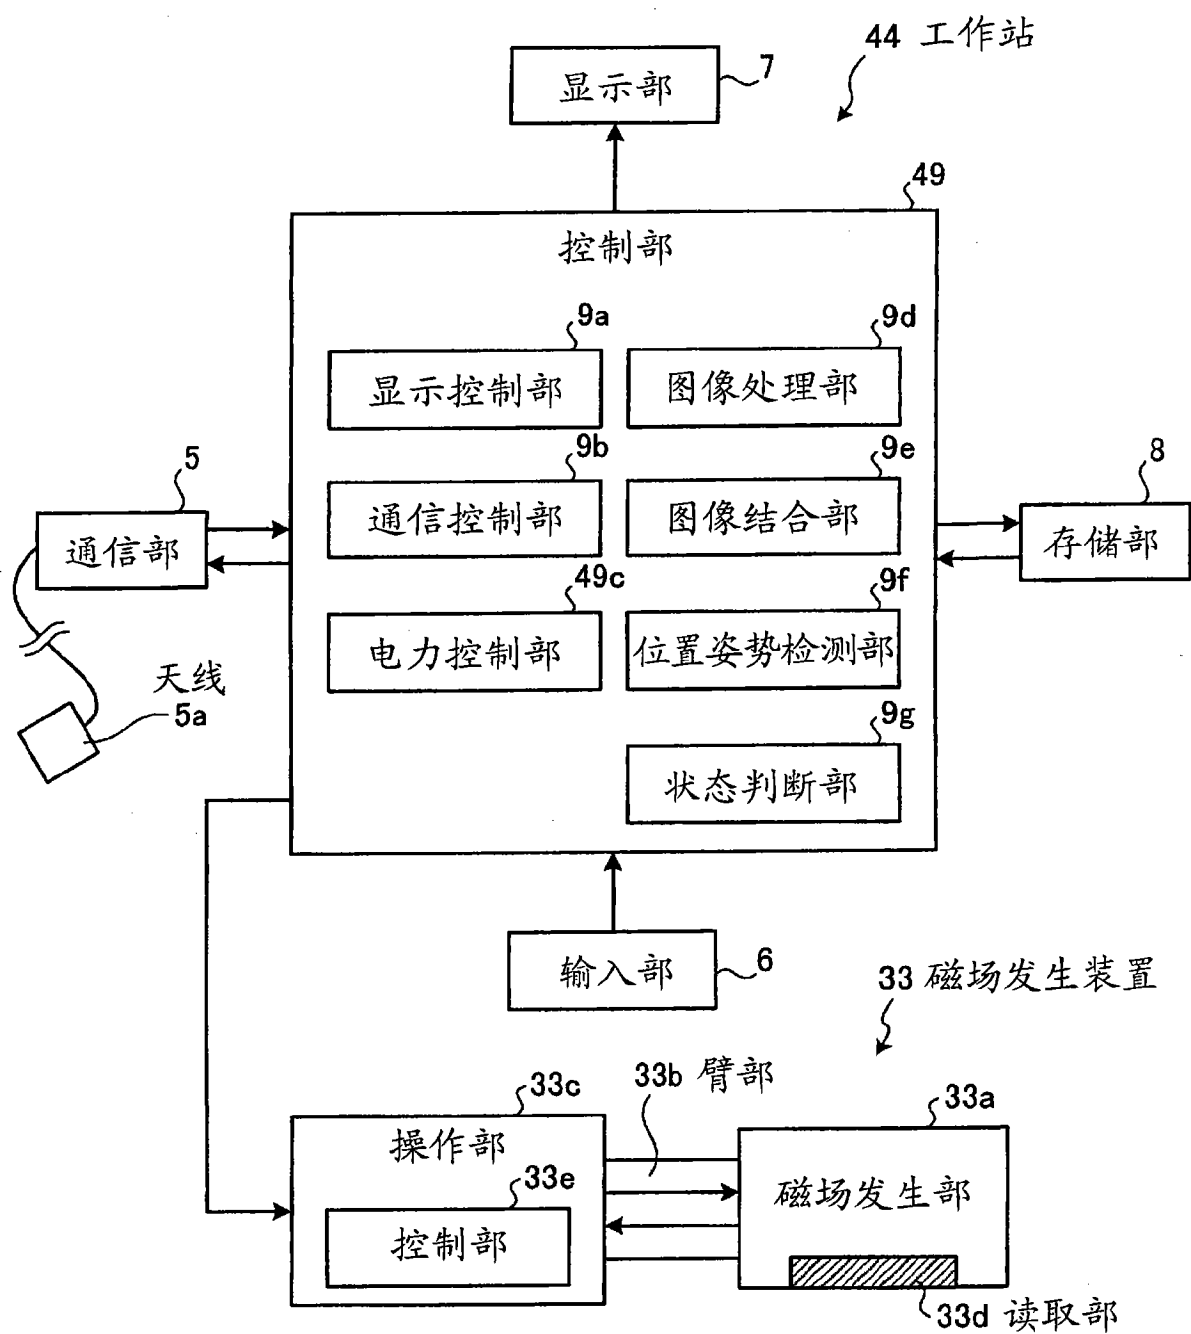 44 工作站
显示部
7
49
控制部
9a
9d
显示控制部
图像处理部
9b
9e
通信控制部
图像结合部
5
通信部
8
存储部
49c
9f
电力控制部
位置姿势检测部
天线
5a
9g
状态判断部
输入部
6
33 磁场发生装置
33c
33b 臂部
33a
操作部
33e
控制部
磁场发生部
33d 读取部